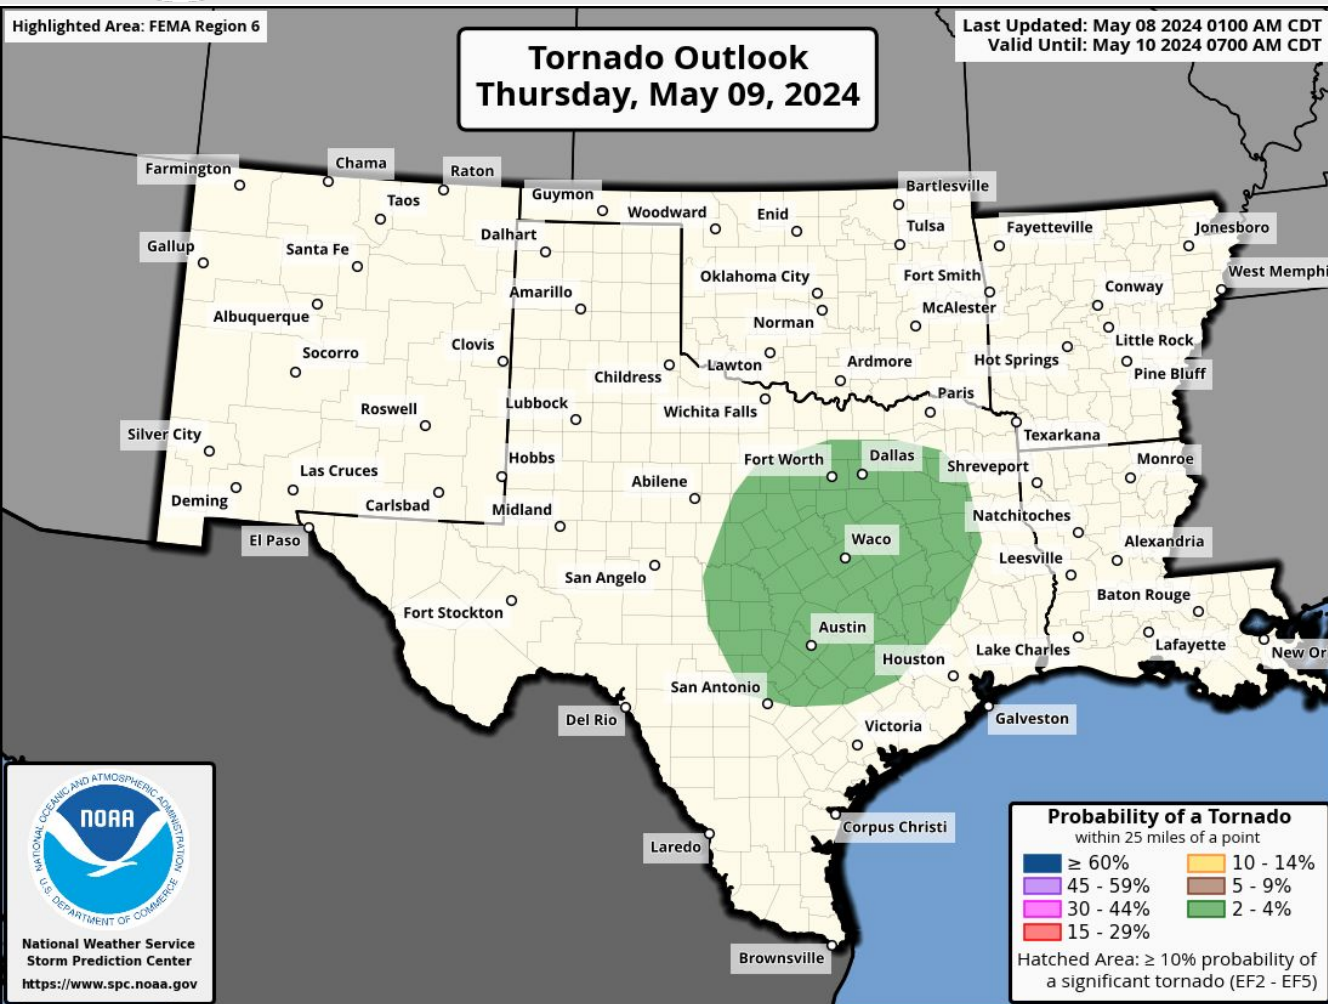 Highlighted Area: FEMA Region 6
Last Updated: May 08 2024 0100 AM CDT
Valid Until: May 10 2024 0700 AM CDT
Tornado Outlook
Thursday, May 09, 2024
Farmington
Chama
Raton
Taos
Guymon
Woodward
Enid
Bartlesville
Tulsa
Fayetteville
Jonesboro
Gallup
Santa Fe
Dalhart
Oklahoma City
Fort Smith
West Memphi
Albuquerque
Amarillo
Norman
McAlester
Conway
Little Rock
Socorro
Clovis
Childress
Lawton
Ardmore
Hot Springs
Pine Bluff
Roswell
Lubbock
Wichita Falls
Paris
Texarkana
Silver City
Las Cruces
Hobbs
Abilene
Fort Worth
Dallas
Shreveport
Monroe
Deming
Carlsbad
Midland
Natchitoches
El Paso
San Angelo
Waco
Leesville
Alexandria
Fort Stockton
Austin
Baton Rouge
Houston
Lake Charles
Lafayette
New Or
San Antonio
Del Rio
Victoria
Galveston
Laredo
Corpus Christi
Brownsville
NATIONAL OCEANIC AND ATMOSPHERIC ADMINISTRATION
NOAA
U.S. DEPARTMENT OF COMMERCE
National Weather Service
Storm Prediction Center
https://www.spc.noaa.gov
Probability of a Tornado
within 25 miles of a point
≥ 60%
10 - 14%
45 - 59%
5 - 9%
30 - 44%
2 - 4%
15 - 29%
Hatched Area: ≥ 10% probability of
a significant tornado (EF2 - EF5)